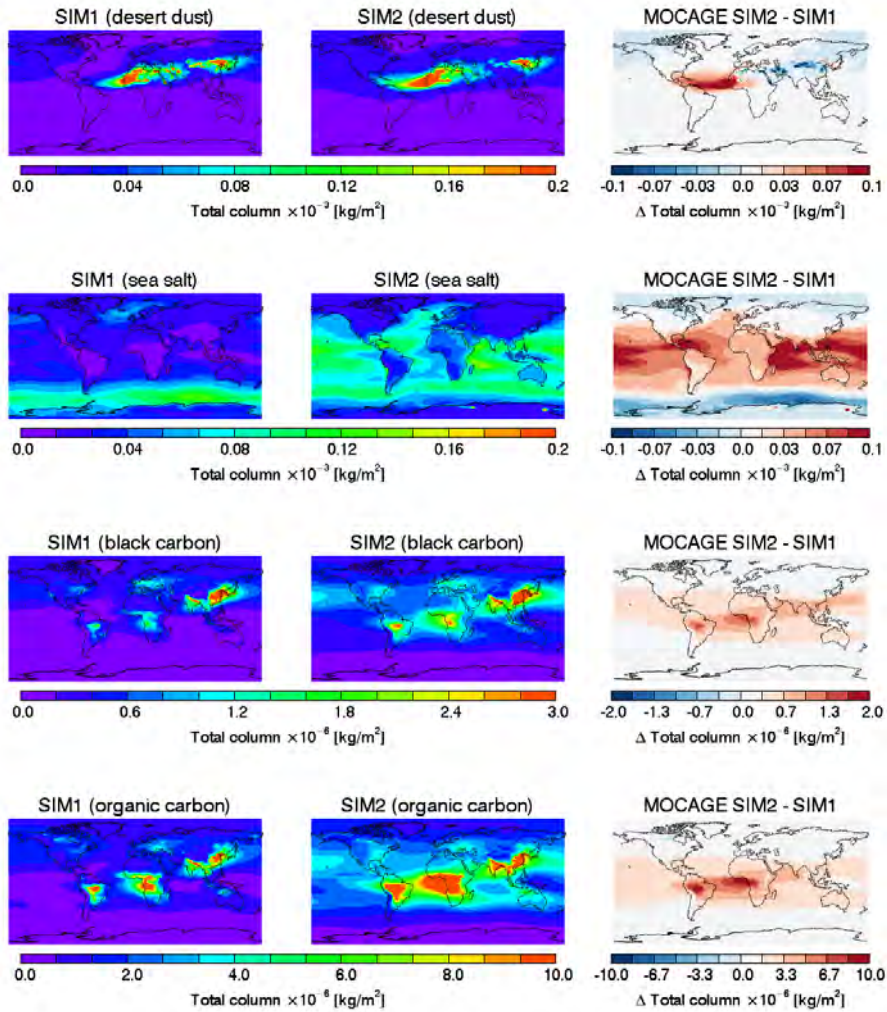 SIM1 (desert dust) SIM2 (desert dust) MOCAGE SIM2 - SIM1
0.0 0.04 0.08 0.12 0.16 0.2 -0.1 -0.07 -0.03 0.0 0.03 0.07 0.1
Total column ×10⁻³ [kg/m²] Δ Total column ×10⁻³ [kg/m²]
SIM1 (sea salt) SIM2 (sea salt) MOCAGE SIM2 - SIM1
0.0 0.04 0.08 0.12 0.16 0.2 -0.1 -0.07 -0.03 0.0 0.03 0.07 0.1
Total column ×10⁻³ [kg/m²] Δ Total column ×10⁻³ [kg/m²]
SIM1 (black carbon) SIM2 (black carbon) MOCAGE SIM2 - SIM1
0.0 0.6 1.2 1.8 2.4 3.0 -2.0 -1.3 -0.7 0.0 0.7 1.3 2.0
Total column ×10⁻⁶ [kg/m²] Δ Total column ×10⁻⁶ [kg/m²]
SIM1 (organic carbon) SIM2 (organic carbon) MOCAGE SIM2 - SIM1
0.0 2.0 4.0 6.0 8.0 10.0 -10.0 -6.7 -3.3 0.0 3.3 6.7 10.0
Total column ×10⁻⁶ [kg/m²] Δ Total column ×10⁻⁶ [kg/m²]